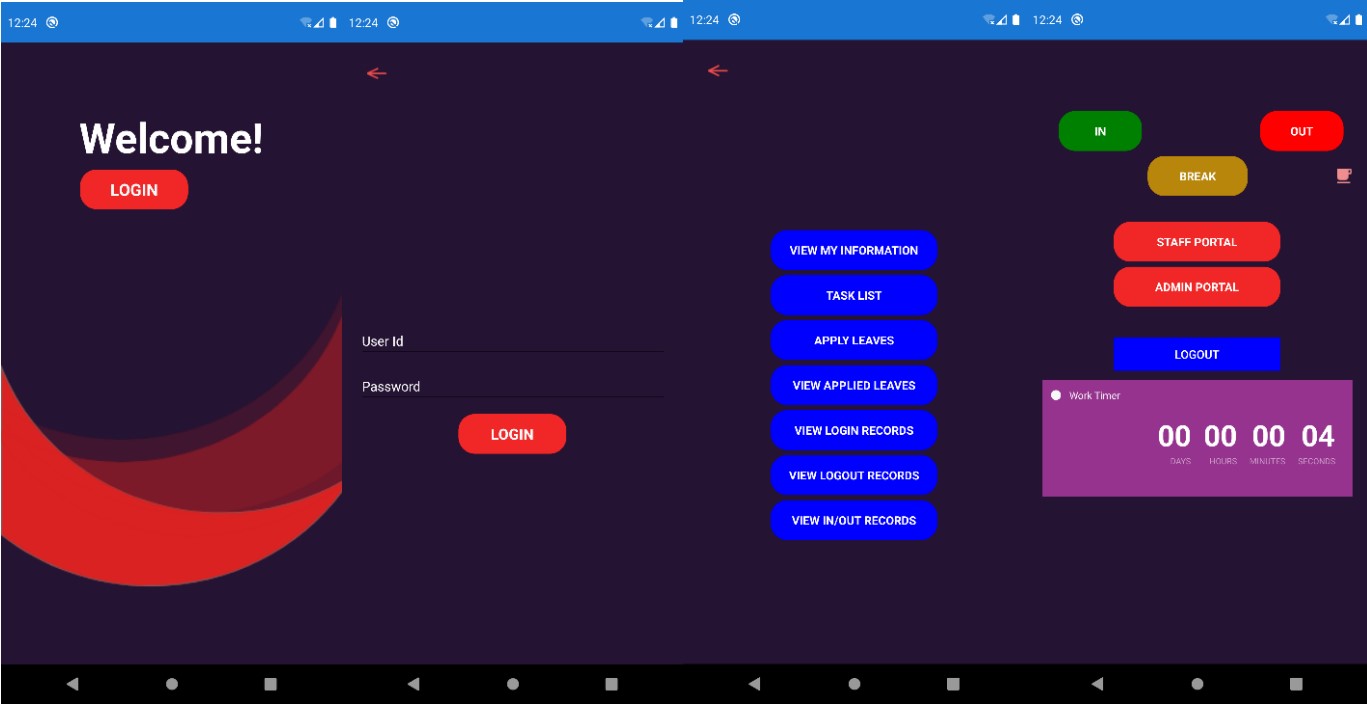 12:24
Welcome!
LOGIN
12:24
User Id
Password
LOGIN
12:24
VIEW MY INFORMATION
TASK LIST
APPLY LEAVES
VIEW APPLIED LEAVES
VIEW LOGIN RECORDS
VIEW LOGOUT RECORDS
VIEW IN/OUT RECORDS
12:24
IN OUT
BREAK
STAFF PORTAL
ADMIN PORTAL
LOGOUT
Work Timer
00 00 00 04
DAYS HOURS MINUTES SECONDS